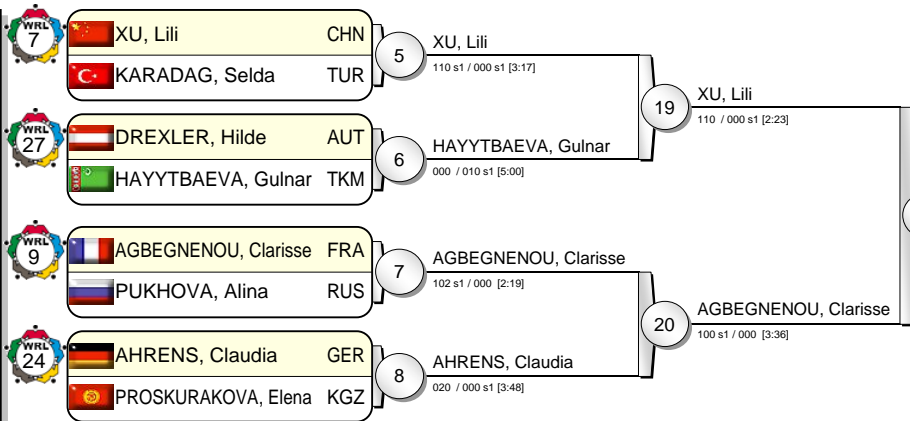 WRL
7
XU, Lili CHN
KARADAG, Selda TUR
5
XU, Lili
110 s1 / 000 s1 [3:17]
WRL
27
DREXLER, Hilde AUT
HAYYTBAEVA, Gulnar TKM
6
HAYYTBAEVA, Gulnar
000 / 010 s1 [5:00]
19
XU, Lili
110 / 000 s1 [2:23]
WRL
9
AGBEGNENOU, Clarisse FRA
PUKHOVA, Alina RUS
7
AGBEGNENOU, Clarisse
102 s1 / 000 [2:19]
WRL
24
AHRENS, Claudia GER
PROSKURAKOVA, Elena KGZ
8
AHRENS, Claudia
020 / 000 s1 [3:48]
20
AGBEGNENOU, Clarisse
100 s1 / 000 [3:36]